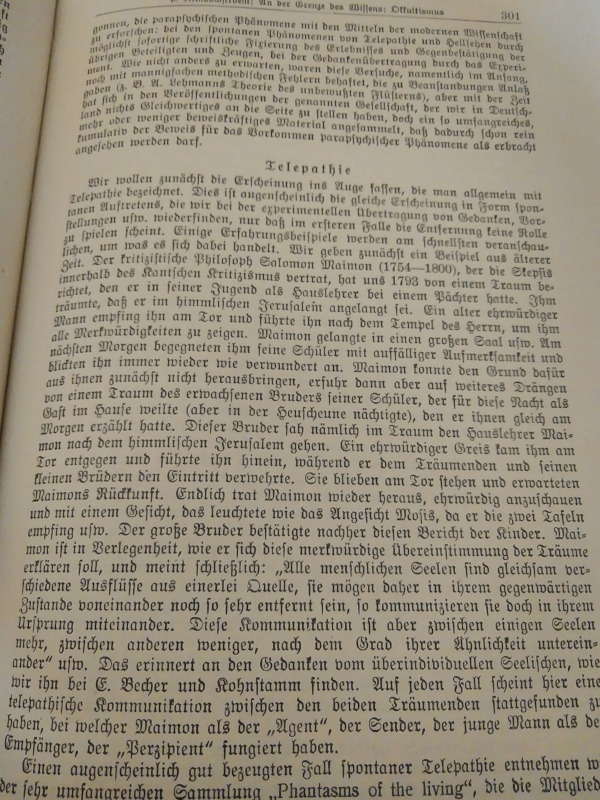 An der Grenze des Wissens: Okkultismus 301
gonnen, die parapsychischen Phänomene mit den Mitteln der modernen Wissenschaft
zu erforschen: bei den spontanen Phänomenen von Telepathie und Hellsehen durch
möglichst sofortige schriftliche Fixierung des Erlebnisses und Gegenbestätigung der
übrigen Beteiligten und Zeugen, bei der Gedankenübertragung durch das Experi-
ment. Wie nicht anders zu erwarten, waren diese Versuche, namentlich im Anfang,
noch mit mannigfachen methodischen Fehlern behaftet, die zu Beanstandungen Anlaß
gaben (z. B. A. Lehmanns Theorie des unbewußten Flüsterns), aber mit der Zeit
hat sich in den Veröffentlichungen der genannten Gesellschaft, der wir in Deutsch-
land nichts Gleichwertiges an die Seite zu stellen haben, doch ein so umfangreiches,
mehr oder weniger beweiskräftiges Material angesammelt, daß dadurch schon rein
kumulativ der Beweis für das Vorkommen parapsychischer Phänomene als erbracht
angesehen werden darf.
Telepathie
Wir wollen zunächst die Erscheinung ins Auge fassen, die man allgemein mit
Telepathie bezeichnet. Dies ist augenscheinlich die gleiche Erscheinung in Form spon-
tanen Auftretens, die wir bei der experimentellen Übertragung von Gedanken, Vor-
stellungen usw. wiederfinden, nur daß im ersteren Falle die Entfernung keine Rolle
zu spielen scheint. Einige Erfahrungsbeispiele werden am schnellsten veranschau-
lichen, um was es sich dabei handelt. Wir geben zunächst ein Beispiel aus älterer
Zeit. Der kritizistische Philosoph Salomon Maimon (1754—1800), der die Skepsis
innerhalb des Kantschen Kritizismus vertrat, hat uns 1793 von einem Traum be-
richtet, den er in seiner Jugend als Hauslehrer bei einem Pächter hatte. Ihm
träumte, daß er im himmlischen Jerusalem angelangt sei. Ein alter ehrwürdiger
Mann empfing ihn am Tor und führte ihn nach dem Tempel des Herrn, um ihm
alle Merkwürdigkeiten zu zeigen. Maimon gelangte in einen großen Saal usw. Am
nächsten Morgen begegneten ihm seine Schüler mit auffälliger Aufmerksamkeit und
blickten ihn immer wieder wie verwundert an. Maimon konnte den Grund dafür
aus ihnen zunächst nicht herausbringen, erfuhr dann aber auf weiteres Drängen
von einem Traum des erwachsenen Bruders seiner Schüler, der für diese Nacht als
Gast im Hause weilte (aber in der Heuscheune nächtigte), den er ihnen gleich am
Morgen erzählt hatte. Dieser Bruder sah nämlich im Traum den Hauslehrer Mai-
mon nach dem himmlischen Jerusalem gehen. Ein ehrwürdiger Greis kam ihm am
Tor entgegen und führte ihn hinein, während er dem Träumenden und seinen
kleinen Brüdern den Eintritt verwehrte. Sie blieben am Tor stehen und erwarteten
Maimons Rückkunft. Endlich trat Maimon wieder heraus, ehrwürdig anzuschauen
und mit einem Gesicht, das leuchtete wie das Angesicht Mosis, da er die zwei Tafeln
empfing usw. Der große Bruder bestätigte nachher diesen Bericht der Kinder. Mai-
mon ist in Verlegenheit, wie er sich diese merkwürdige Übereinstimmung der Träume
erklären soll, und meint schließlich: „Alle menschlichen Seelen sind gleichsam ver-
schiedene Ausflüsse aus einerlei Quelle, sie mögen daher in ihrem gegenwärtigen
Zustande voneinander noch so sehr entfernt sein, so kommunizieren sie doch in ihrem
Ursprung miteinander. Diese Kommunikation ist aber zwischen einigen Seelen
mehr, zwischen anderen weniger, nach dem Grad ihrer Ähnlichkeit unterein-
ander“ usw. Das erinnert an den Gedanken vom überindividuellen Seelischen, wie
wir ihn bei E. Becher und Kohnstamm finden. Auf jeden Fall scheint hier eine
telepathische Kommunikation zwischen den beiden Träumenden stattgefunden zu
haben, bei welcher Maimon als der „Agent“, der Sender, der junge Mann als de
Empfänger, der „Perzipient“ fungiert haben.
Einen augenscheinlich gut bezeugten Fall spontaner Telepathie entnehmen w
der sehr umfangreichen Sammlung „Phantasms of the living“, die die Mitglied